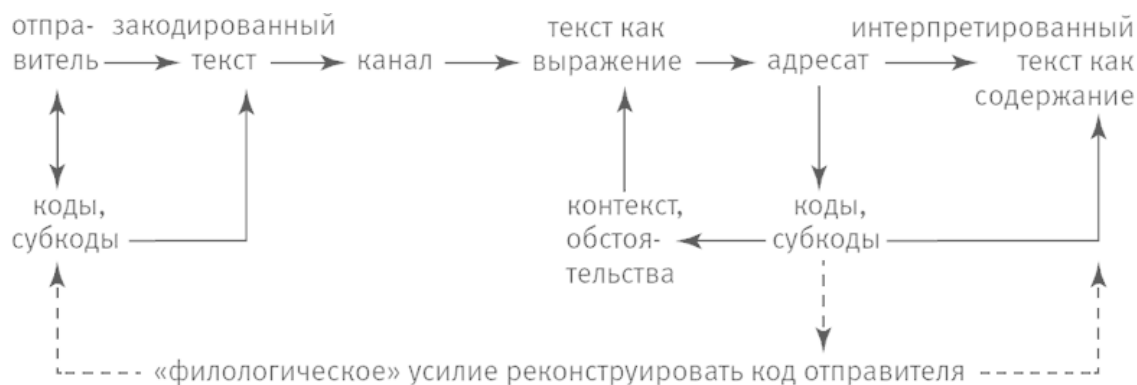 отпра-
витель
закодированный
текст
канал
текст как
выражение
адресат
интерпретированный
текст как
содержание
коды,
субкоды
контекст,
обстоя-
тельства
коды,
субкоды
«филологическое» усилие реконструировать код отправителя